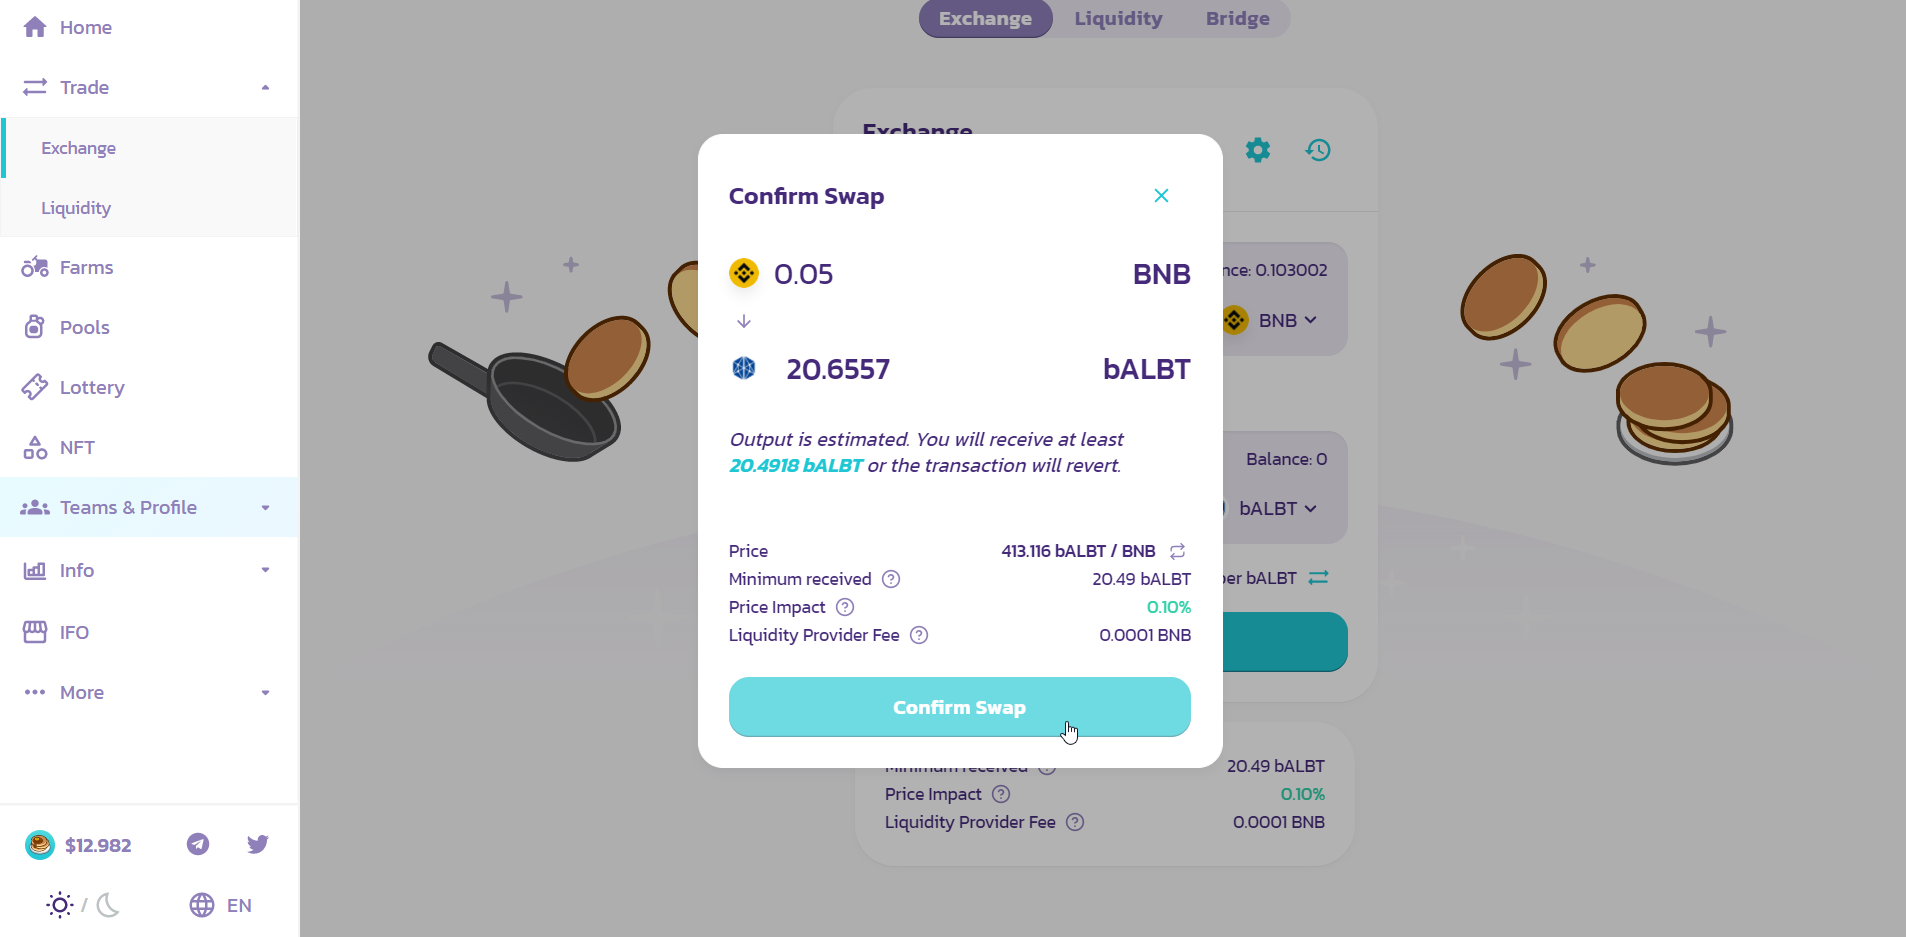 Home
Trade
Exchange
Liquidity
Farms
Pools
Lottery
NFT
Teams & Profile
Info
IFO
More
$12.982
/
EN
Exchange Liquidity Bridge
Exchange
Confirm Swap
0.05 BNB
20.6557 bALBT
Output is estimated. You will receive at least
20.4918 bALBT or the transaction will revert.
Price 413.116 bALBT / BNB
Minimum received ? 20.49 bALBT
Price Impact ? 0.10%
Liquidity Provider Fee ? 0.0001 BNB
Confirm Swap
0.103002
BNB
Balance: 0
bALBT
bALBT
Minimum received 20.49 bALBT
Price Impact ? 0.10%
Liquidity Provider Fee ? 0.0001 BNB